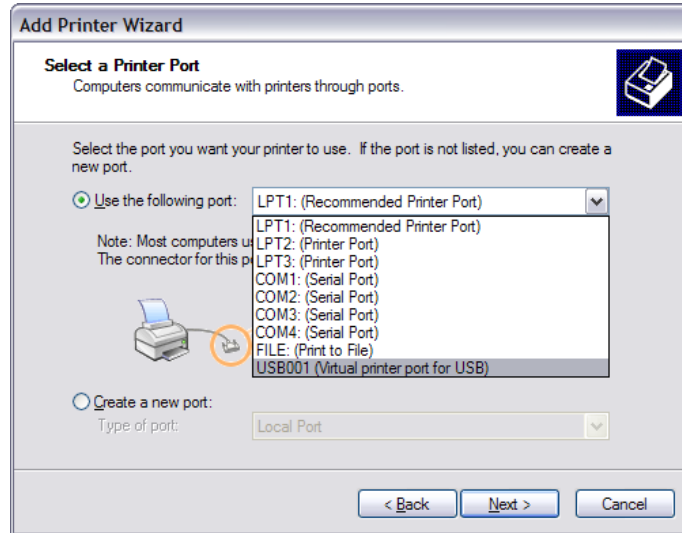 Add Printer Wizard
Select a Printer Port
Computers communicate with printers through ports.
Select the port you want your printer to use. If the port is not listed, you can create a
new port.
Use the following port: LPT1: (Recommended Printer Port)
LPT1: (Recommended Printer Port)
Note: Most computers u
LPT2: (Printer Port)
The connector for this p
LPT3: (Printer Port)
COM1: (Serial Port)
COM2: (Serial Port)
COM3: (Serial Port)
COM4: (Serial Port)
FILE: (Print to File)
USB001 (Virtual printer port for USB)
Create a new port:
Type of port: Local Port
< Back Next > Cancel